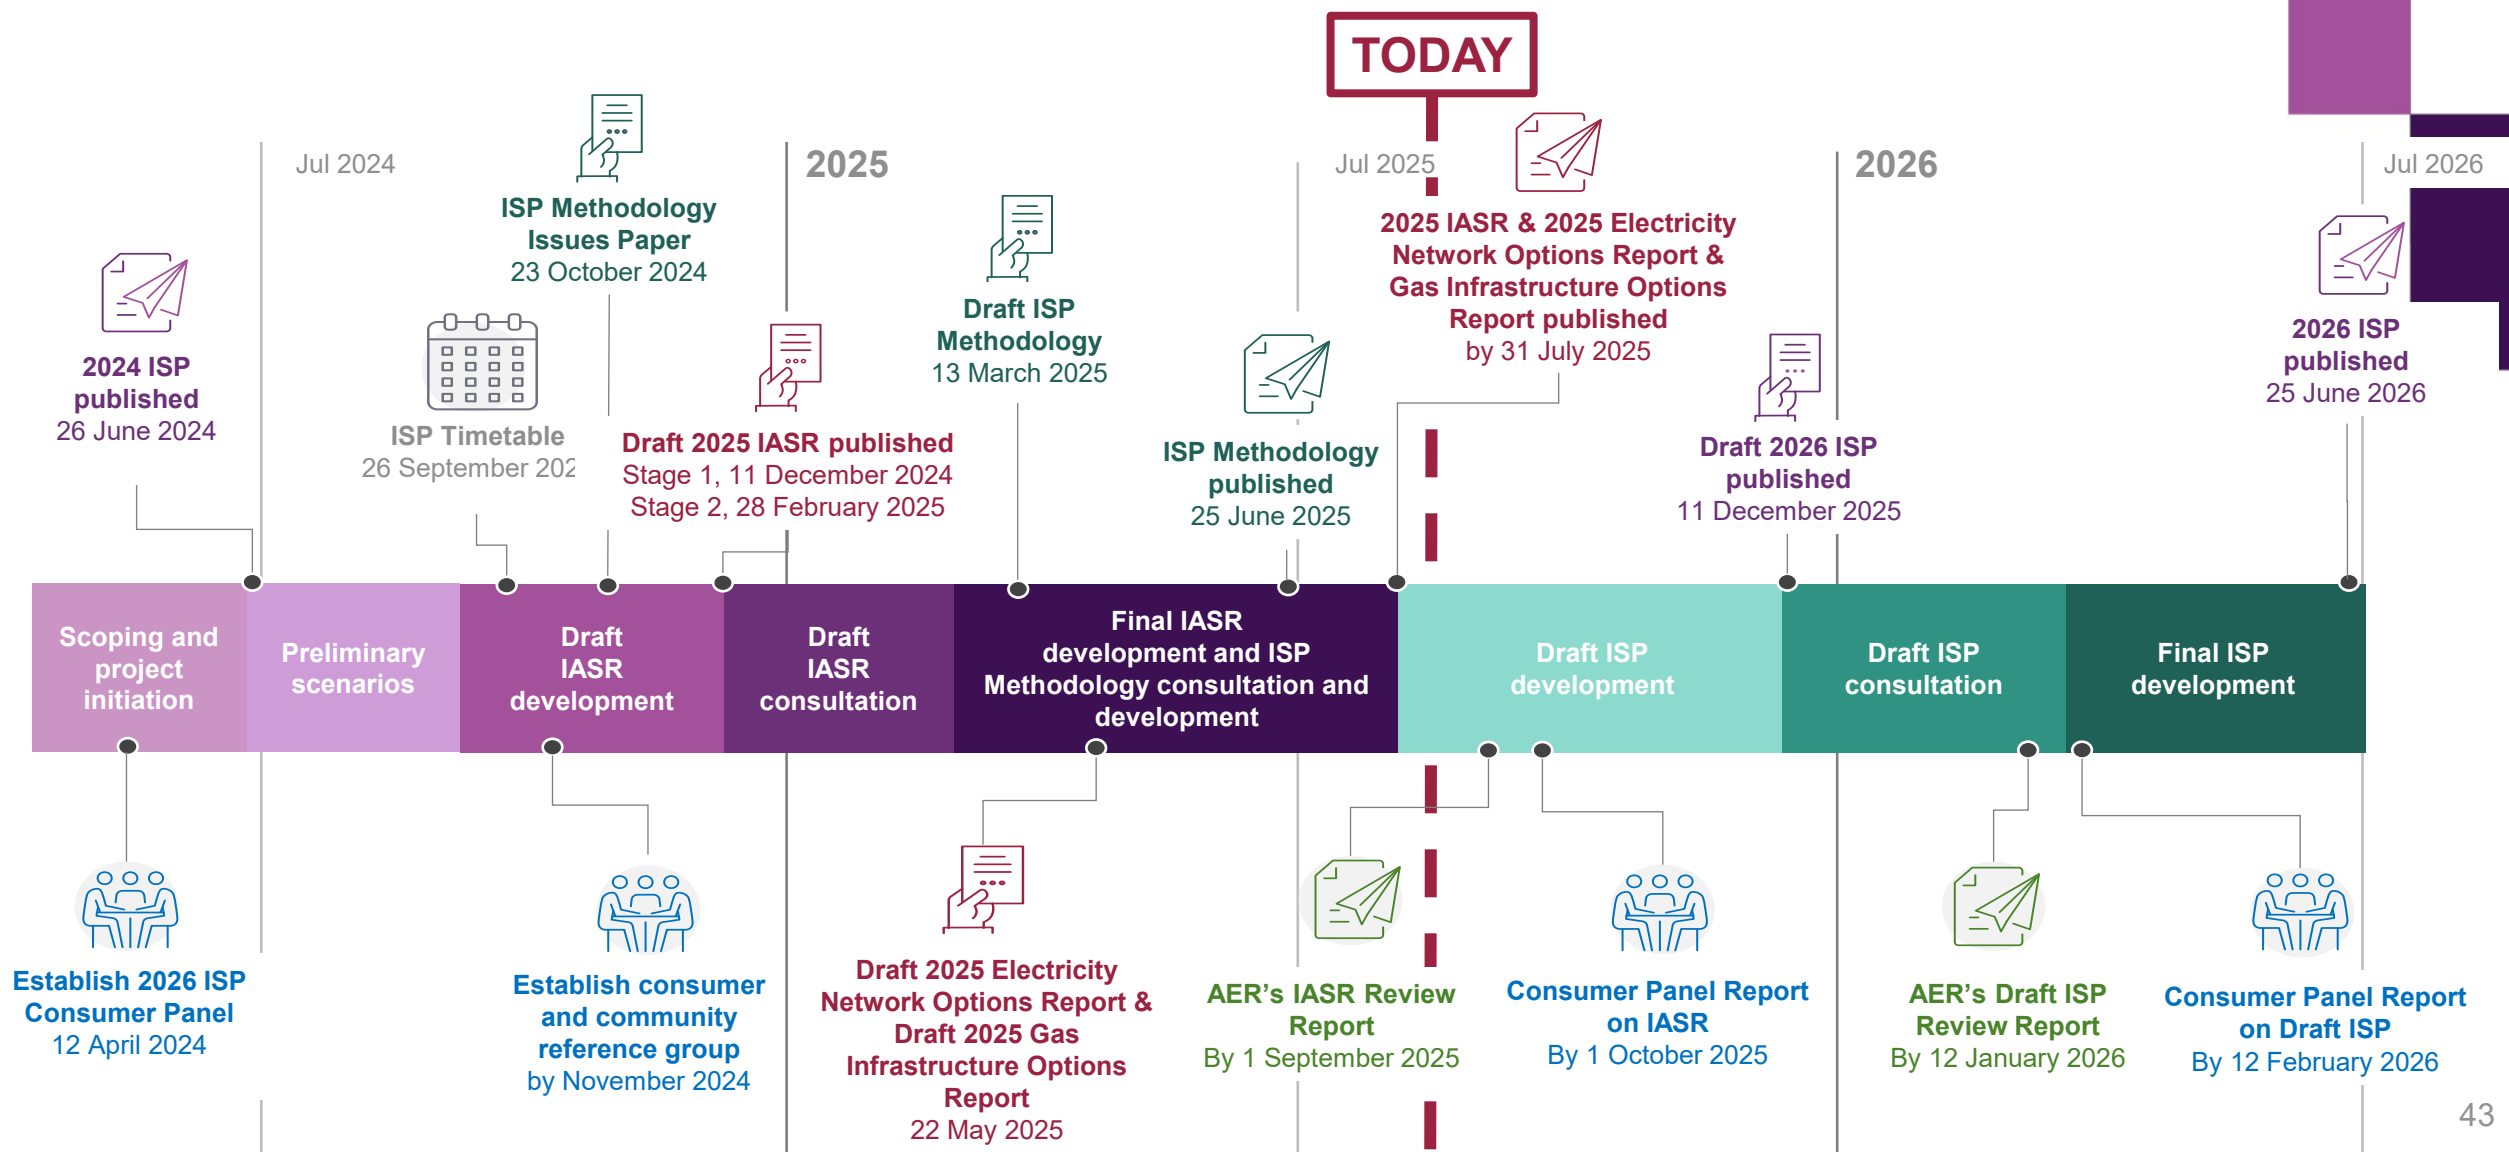 TODAY
Jul 2024
2025
Jul 2025
2026
Jul 2026
2024 ISP
published
26 June 2024
ISP Timetable
26 September 202
ISP Methodology
Issues Paper
23 October 2024
Draft 2025 IASR published
Stage 1, 11 December 2024
Stage 2, 28 February 2025
Draft ISP
Methodology
13 March 2025
ISP Methodology
published
25 June 2025
2025 IASR & 2025 Electricity
Network Options Report &
Gas Infrastructure Options
Report published
by 31 July 2025
Draft 2026 ISP
published
11 December 2025
2026 ISP
published
25 June 2026
Scoping and
project
initiation
Preliminary
scenarios
Draft
IASR
development
Draft
IASR
consultation
Final IASR
development and ISP
Methodology consultation and
development
Draft ISP
development
Draft ISP
consultation
Final ISP
development
Establish 2026 ISP
Consumer Panel
12 April 2024
Establish consumer
and community
reference group
by November 2024
Draft 2025 Electricity
Network Options Report &
Draft 2025 Gas
Infrastructure Options
Report
22 May 2025
AER's IASR Review
Report
By 1 September 2025
Consumer Panel Report
on IASR
By 1 October 2025
AER's Draft ISP
Review Report
By 12 January 2026
Consumer Panel Report
on Draft ISP
By 12 February 2026
43